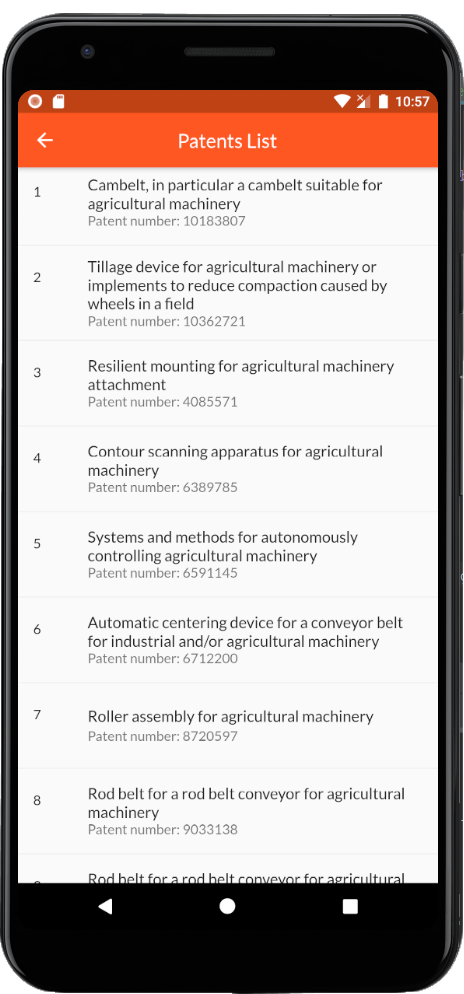 10:57
Patents List
1
Cambelt, in particular a cambelt suitable for
agricultural machinery
Patent number: 10183807
2
Tillage device for agricultural machinery or
implements to reduce compaction caused by
wheels in a field
Patent number: 10362721
3
Resilient mounting for agricultural machinery
attachment
Patent number: 4085571
4
Contour scanning apparatus for agricultural
machinery
Patent number: 6389785
5
Systems and methods for autonomously
controlling agricultural machinery
Patent number: 6591145
6
Automatic centering device for a conveyor belt
for industrial and/or agricultural machinery
Patent number: 6712200
7
Roller assembly for agricultural machinery
Patent number: 8720597
8
Rod belt for a rod belt conveyor for agricultural
machinery
Patent number: 9033138
Rod belt for a rod belt conveyor for agricultural